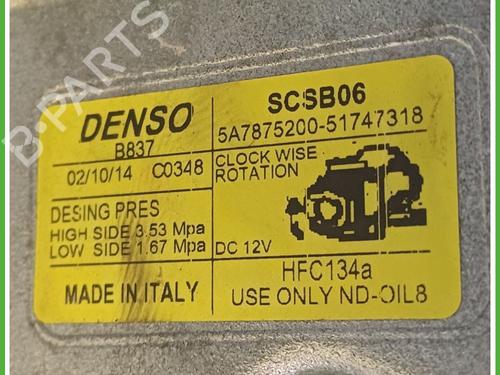 B-PARTS
DENSO
B837
02/10/14 C0348
DESING PRES
HIGH SIDE 3.53 Mpa
LOW SIDE 1.67 Mpa
MADE IN ITALY
SCSB06
5A7875200-51747318
CLOCK WISE
ROTATION
DC 12V
HFC134a
USE ONLY ND-OIL8